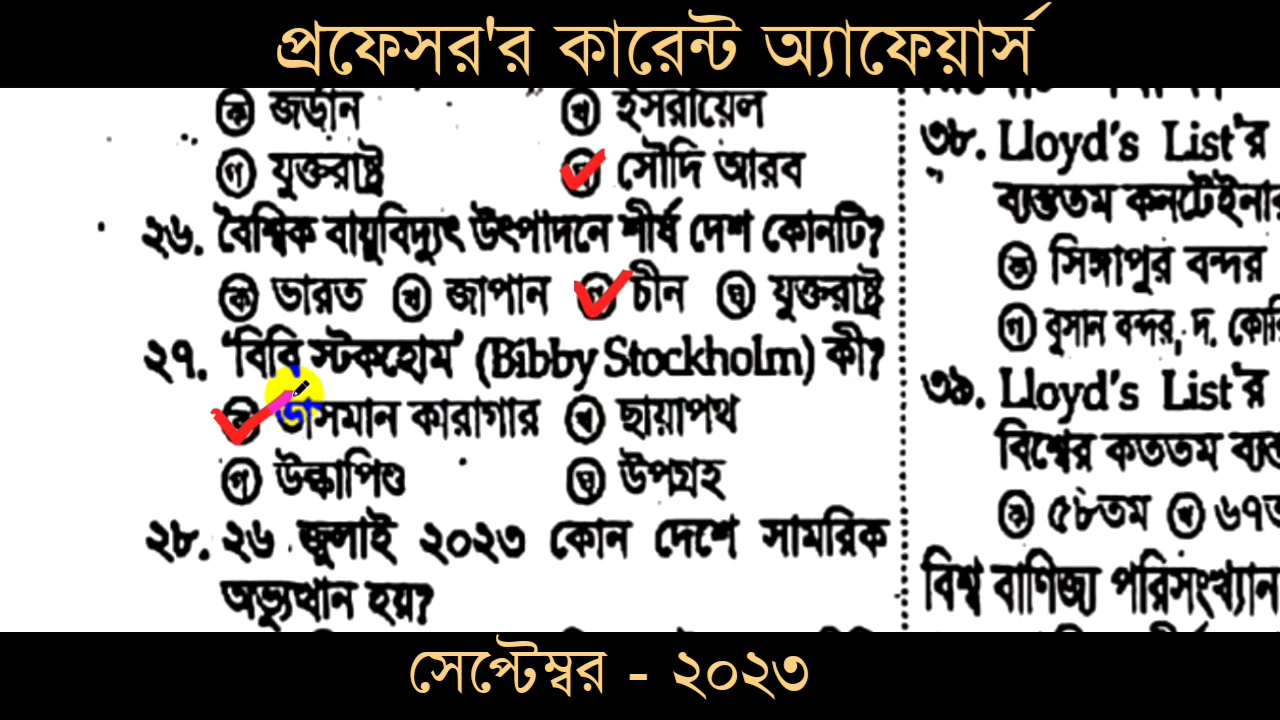 প্রফেসর'র কারেন্ট অ্যাফেয়ার্স
ক জর্ডান খ ইসরায়েল
গ যুক্তরাষ্ট্র ঘ সৌদি আরব
২৬. বৈশ্বিক বায়ুবিদ্যুৎ উৎপাদনে শীর্ষ দেশ কোনটি?
ক ভারত খ জাপান গ চীন ঘ যুক্তরাষ্ট্র
২৭. 'বিবি স্টকহোম' (Bibby Stockholm) কী?
ক ভাসমান কারাগার খ ছায়াপথ
গ উল্কাপিণ্ড ঘ উপগ্রহ
২৮. ২৬ জুলাই ২০২৩ কোন দেশে সামরিক
অভ্যুত্থান হয়?
৩৮. Lloyd's List'র
ব্যস্ততম কনটেইনার
ক সিঙ্গাপুর বন্দর
গ বুসান বন্দর, দ.
৩৯. Lloyd's List'র
বিশ্বের কততম
ক ৫৮তম খ
বিশ্ব বাণিজ্য পরিসংখ্যান
সেপ্টেম্বর - ২০২৩